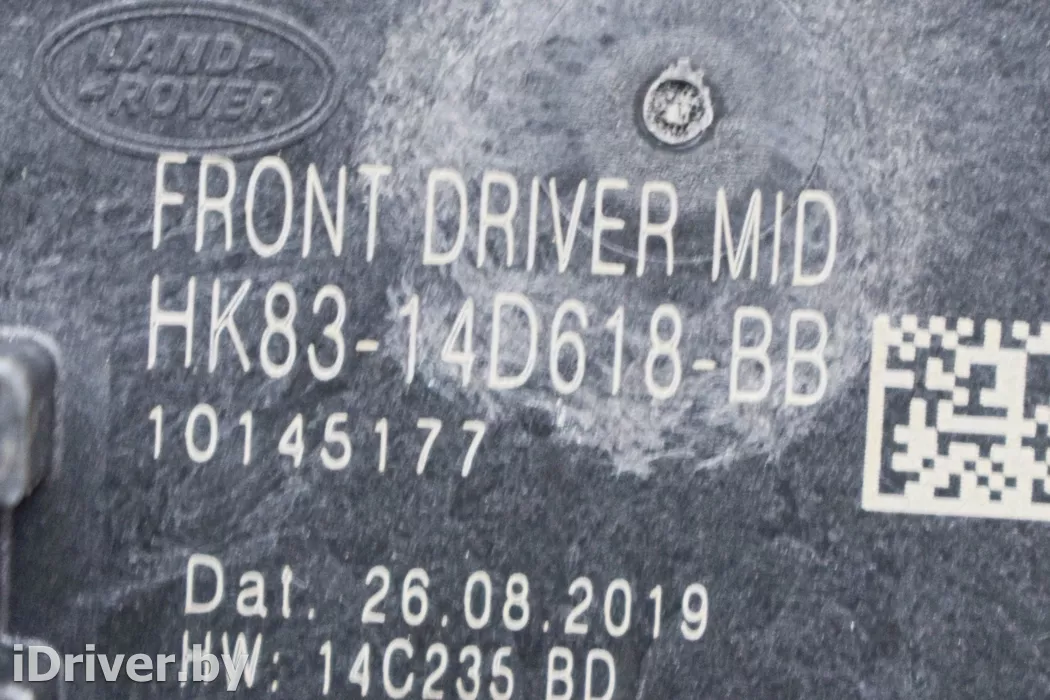 LAND
ROVER
FRONT DRIVER MID
HK83-14D618-BB
10145177
Dat. 26.08.2019
HW: 14C235 BD
iDriver.by